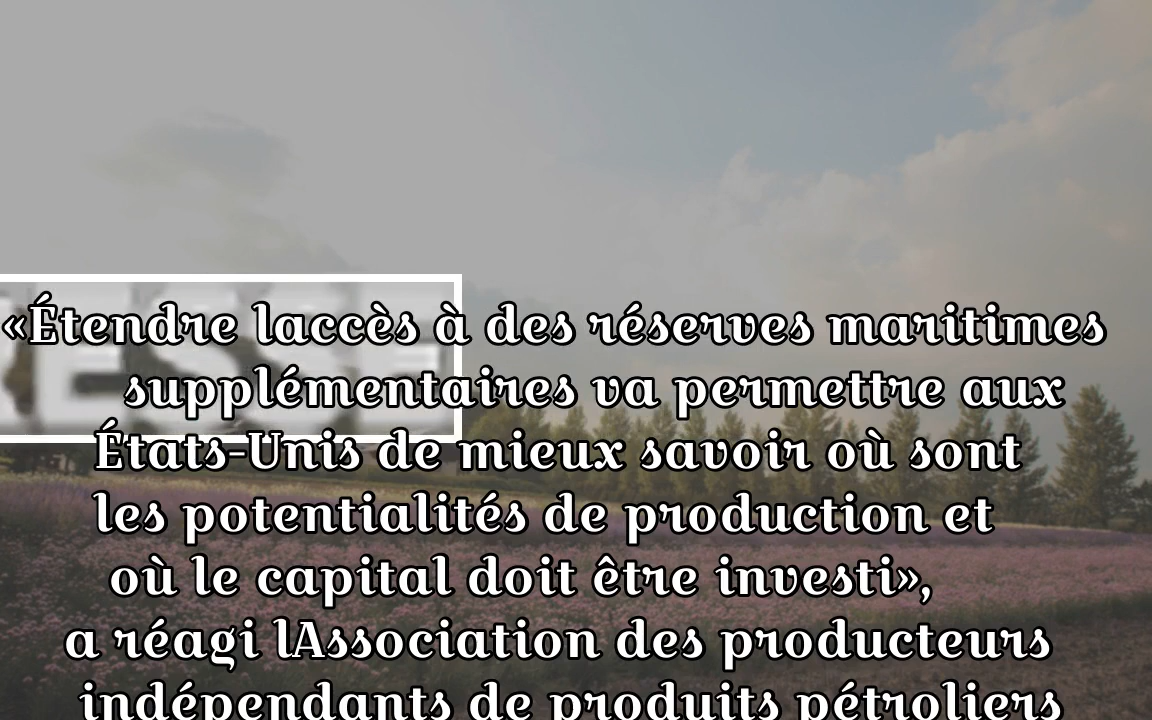 «Étendre laccès à des réserves maritimes
supplémentaires va permettre aux
États-Unis de mieux savoir où sont
les potentialités de production et
où le capital doit être investi»,
a réagi lAssociation des producteurs
indépendants de produits pétroliers